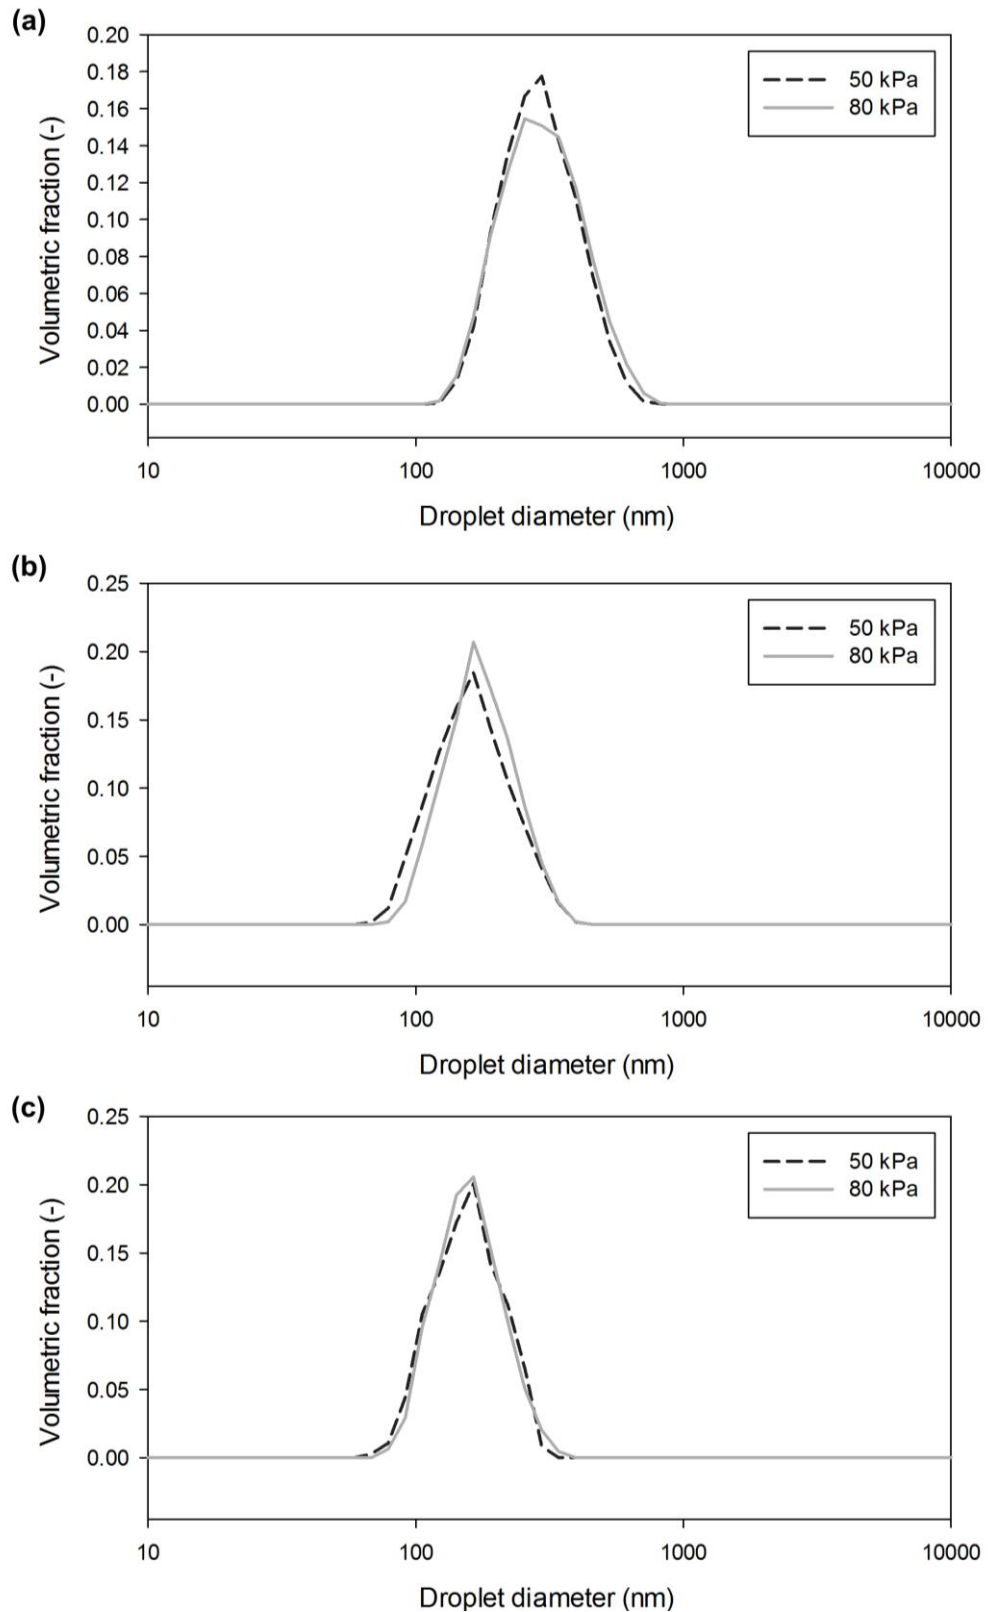 (a)
0.20
0.18
0.16
0.14
0.12
0.10
0.08
0.06
0.04
0.02
0.00
Volumetric fraction (-)
50 kPa
80 kPa
10 100 1000 10000
Droplet diameter (nm)
(b)
0.25
0.20
0.15
0.10
0.05
0.00
Volumetric fraction (-)
50 kPa
80 kPa
10 100 1000 10000
Droplet diameter (nm)
(c)
0.25
0.20
0.15
0.10
0.05
0.00
Volumetric fraction (-)
50 kPa
80 kPa
10 100 1000 10000
Droplet diameter (nm)